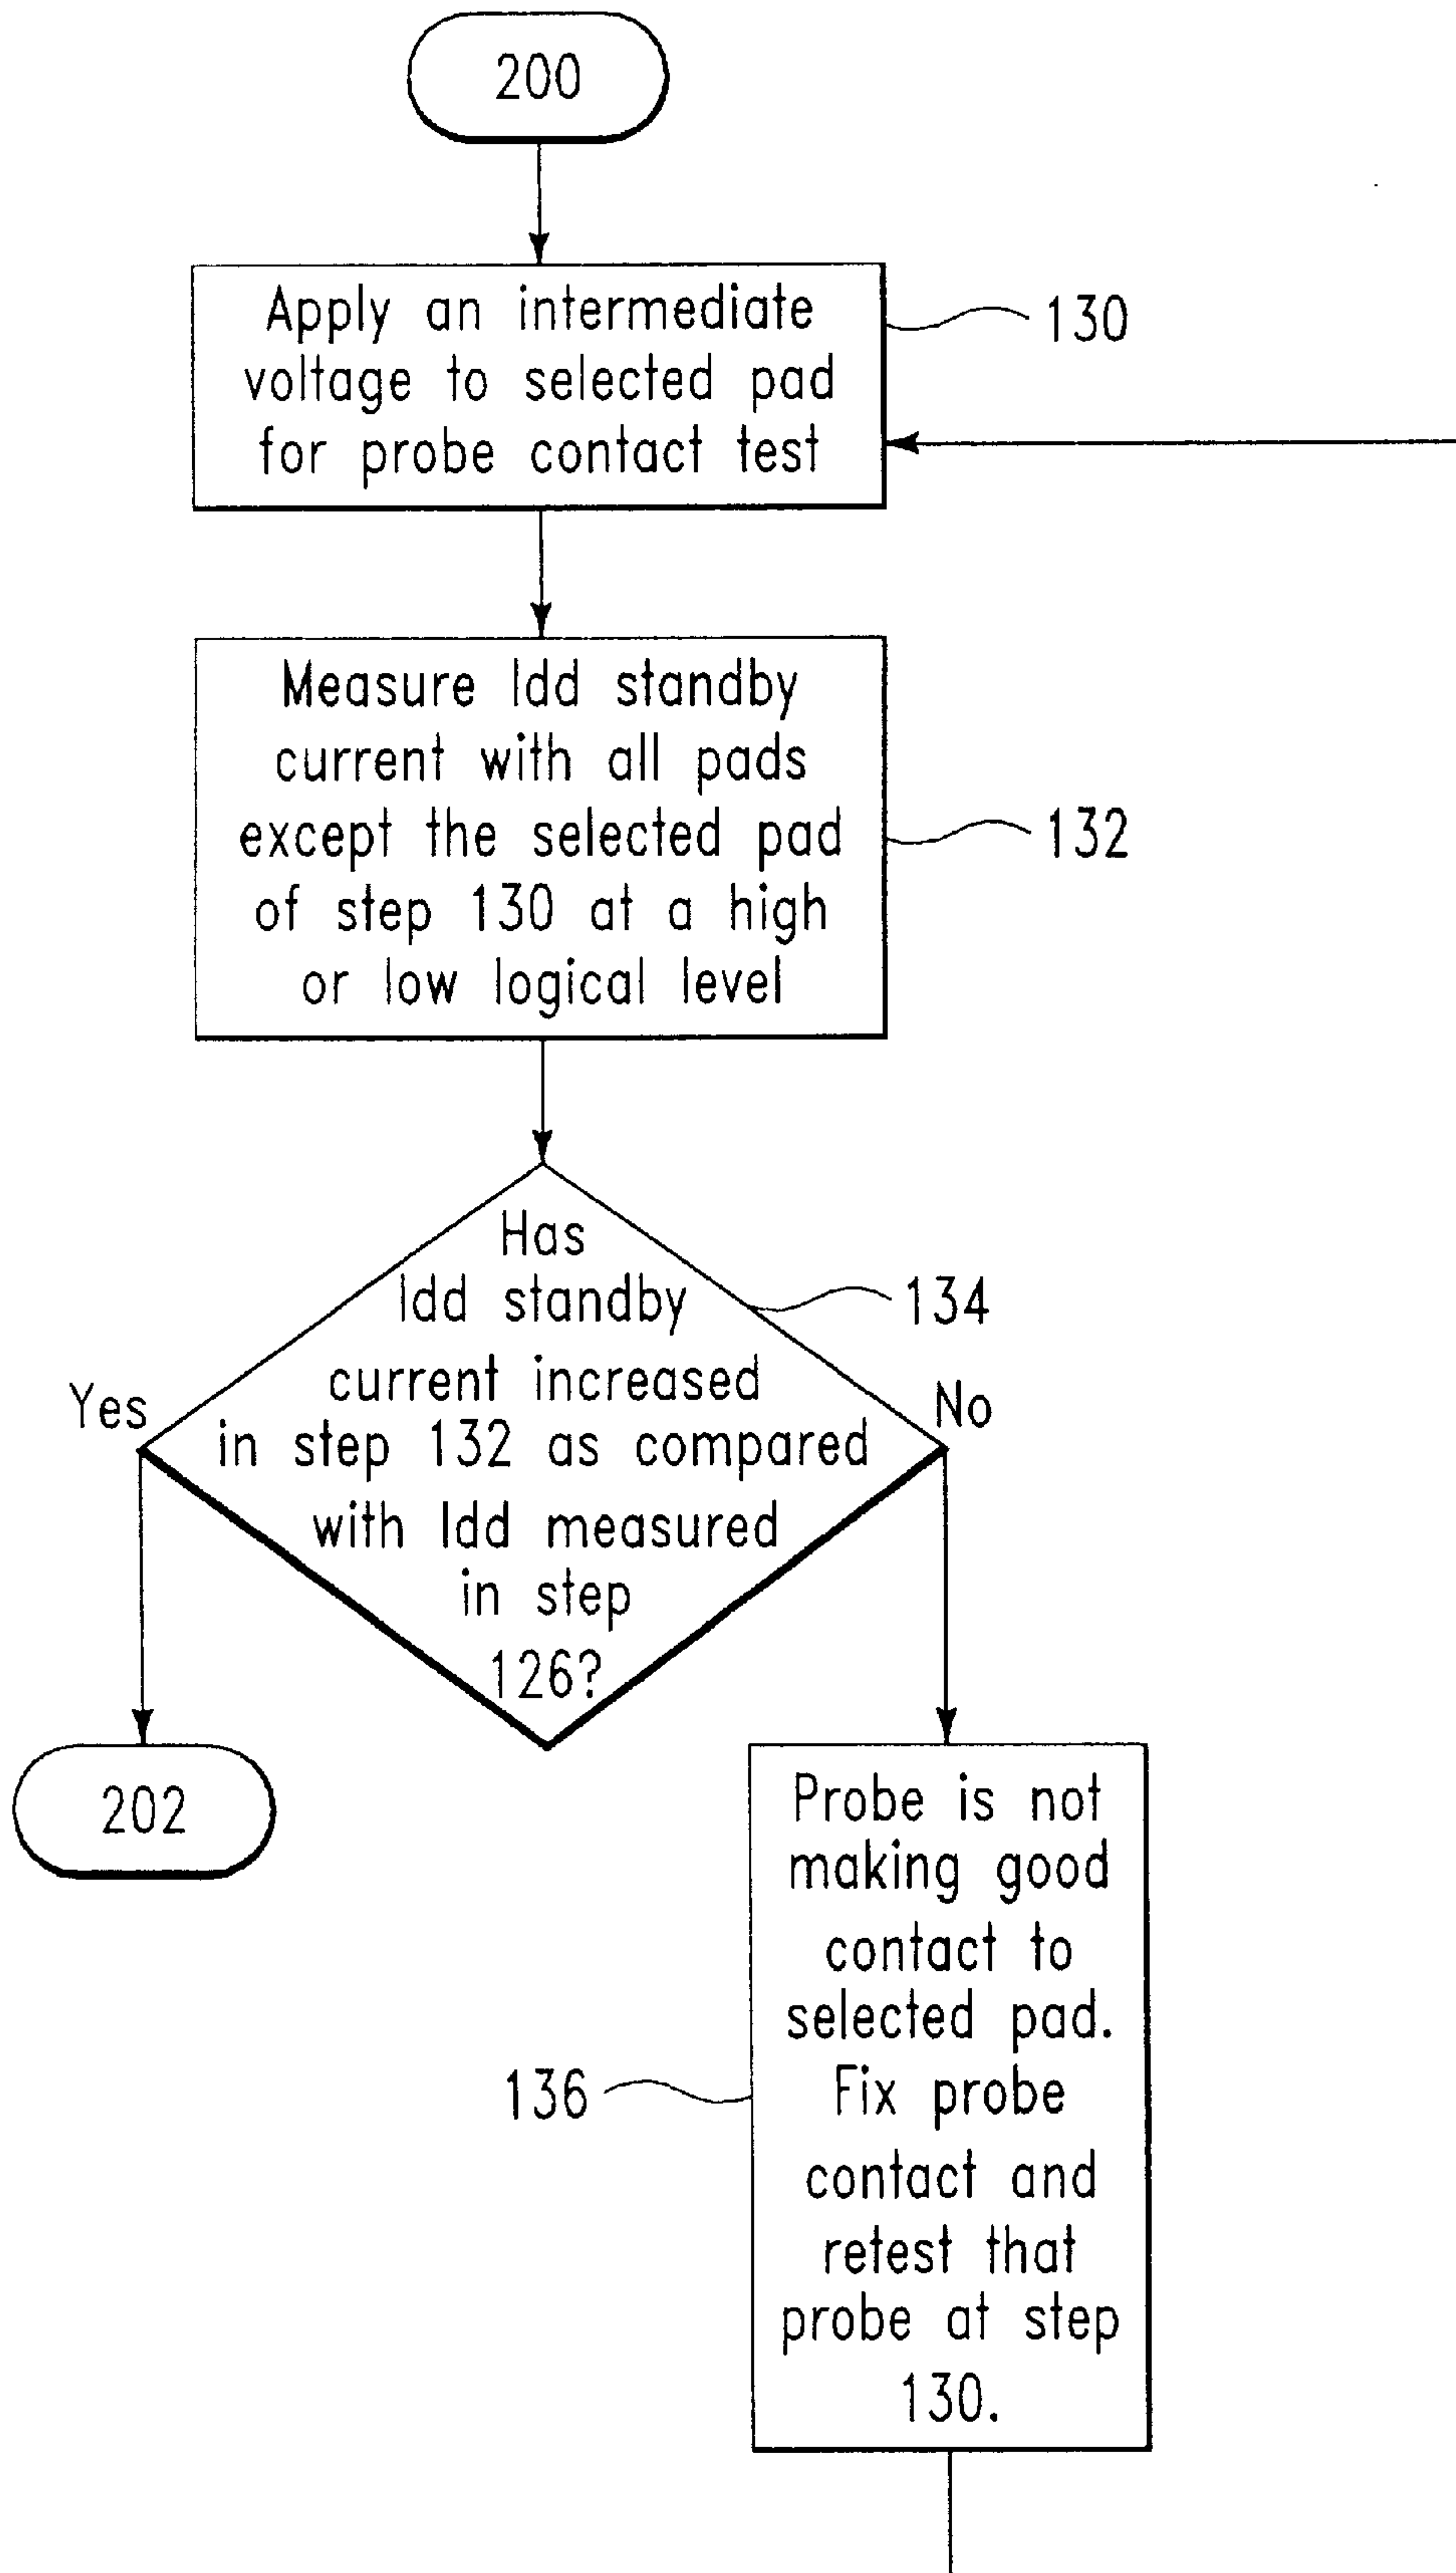 200
Apply an intermediate
voltage to selected pad
for probe contact test
130
Measure Idd standby
current with all pads
except the selected pad
of step 130 at a high
or low logical level
132
Has
Idd standby
current increased
in step 132 as compared
with Idd measured
in step
126?
134
Yes
No
202
Probe is not
making good
contact to
selected pad.
Fix probe
contact and
retest that
probe at step
130.
136